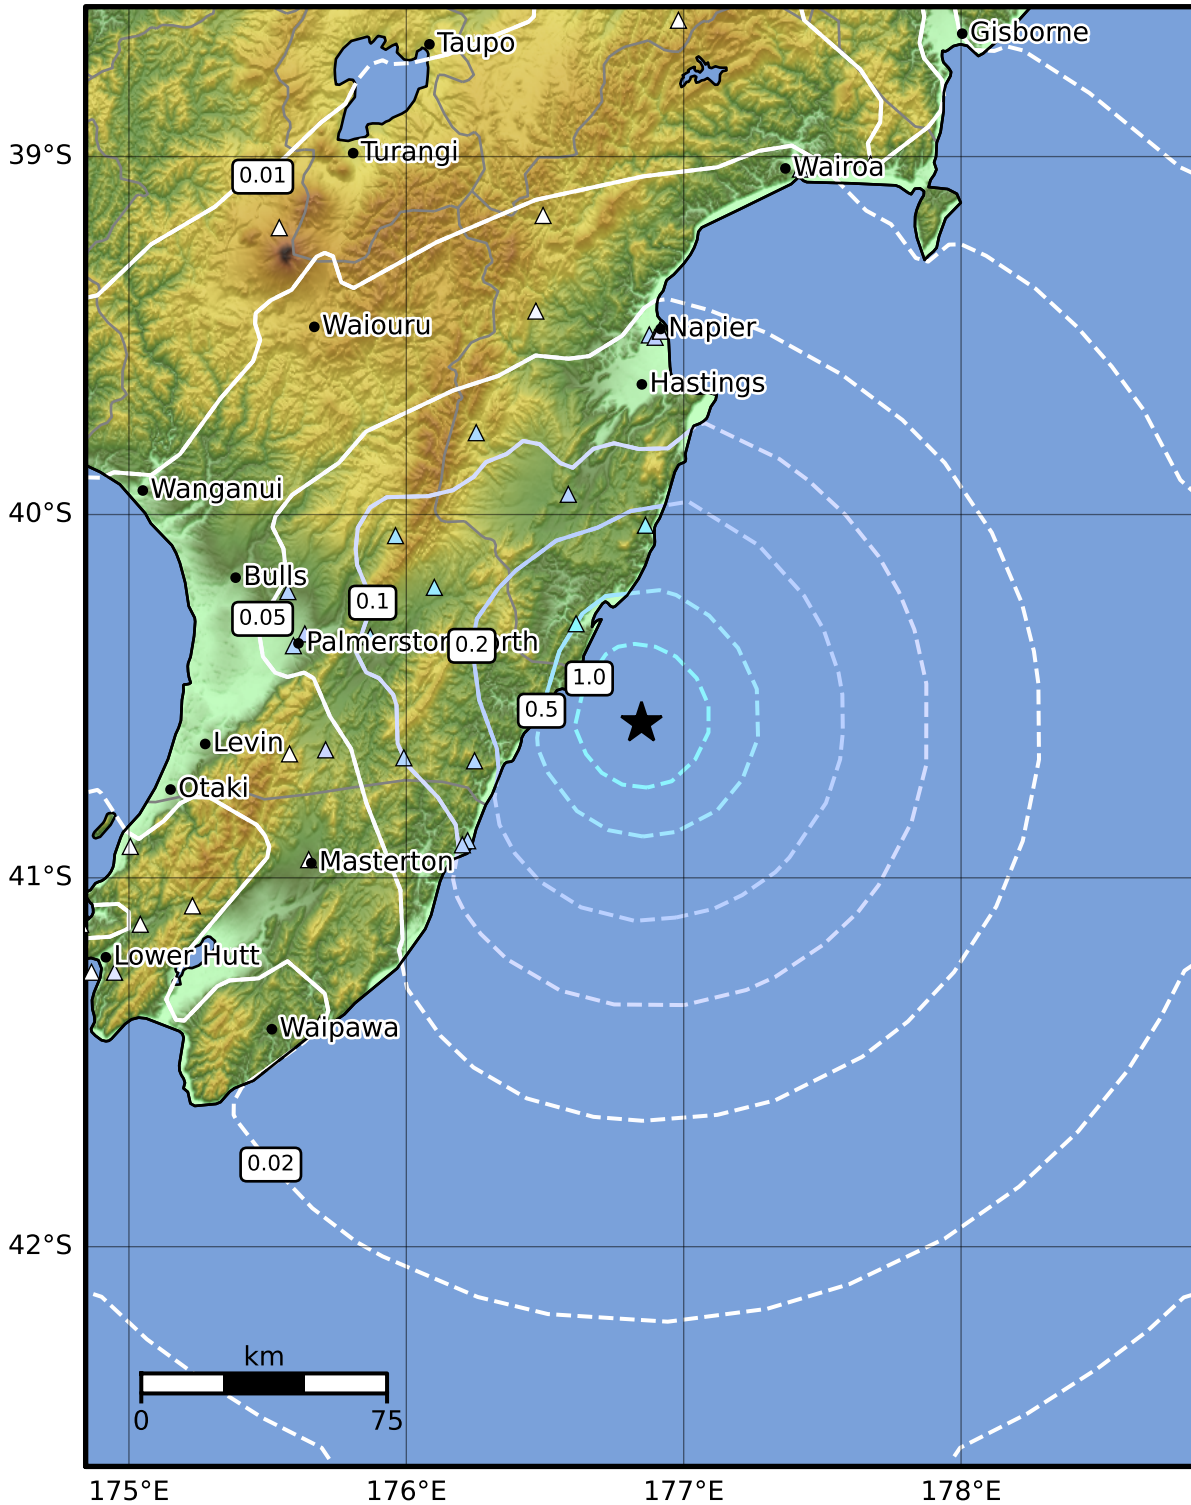 Gisborne
Taupo
Turangi
39°S
Wairoa
0.01
Waiouru
Napier
Hastings
Wanganui
40°S
Bulls
0.1
0.05
Palmerston North
0.2
1.0
0.5
Levin
Otaki
Masterton
41°S
Lower Hutt
Waipawa
0.02
42°S
km
0 75
175°E 176°E 177°E 178°E